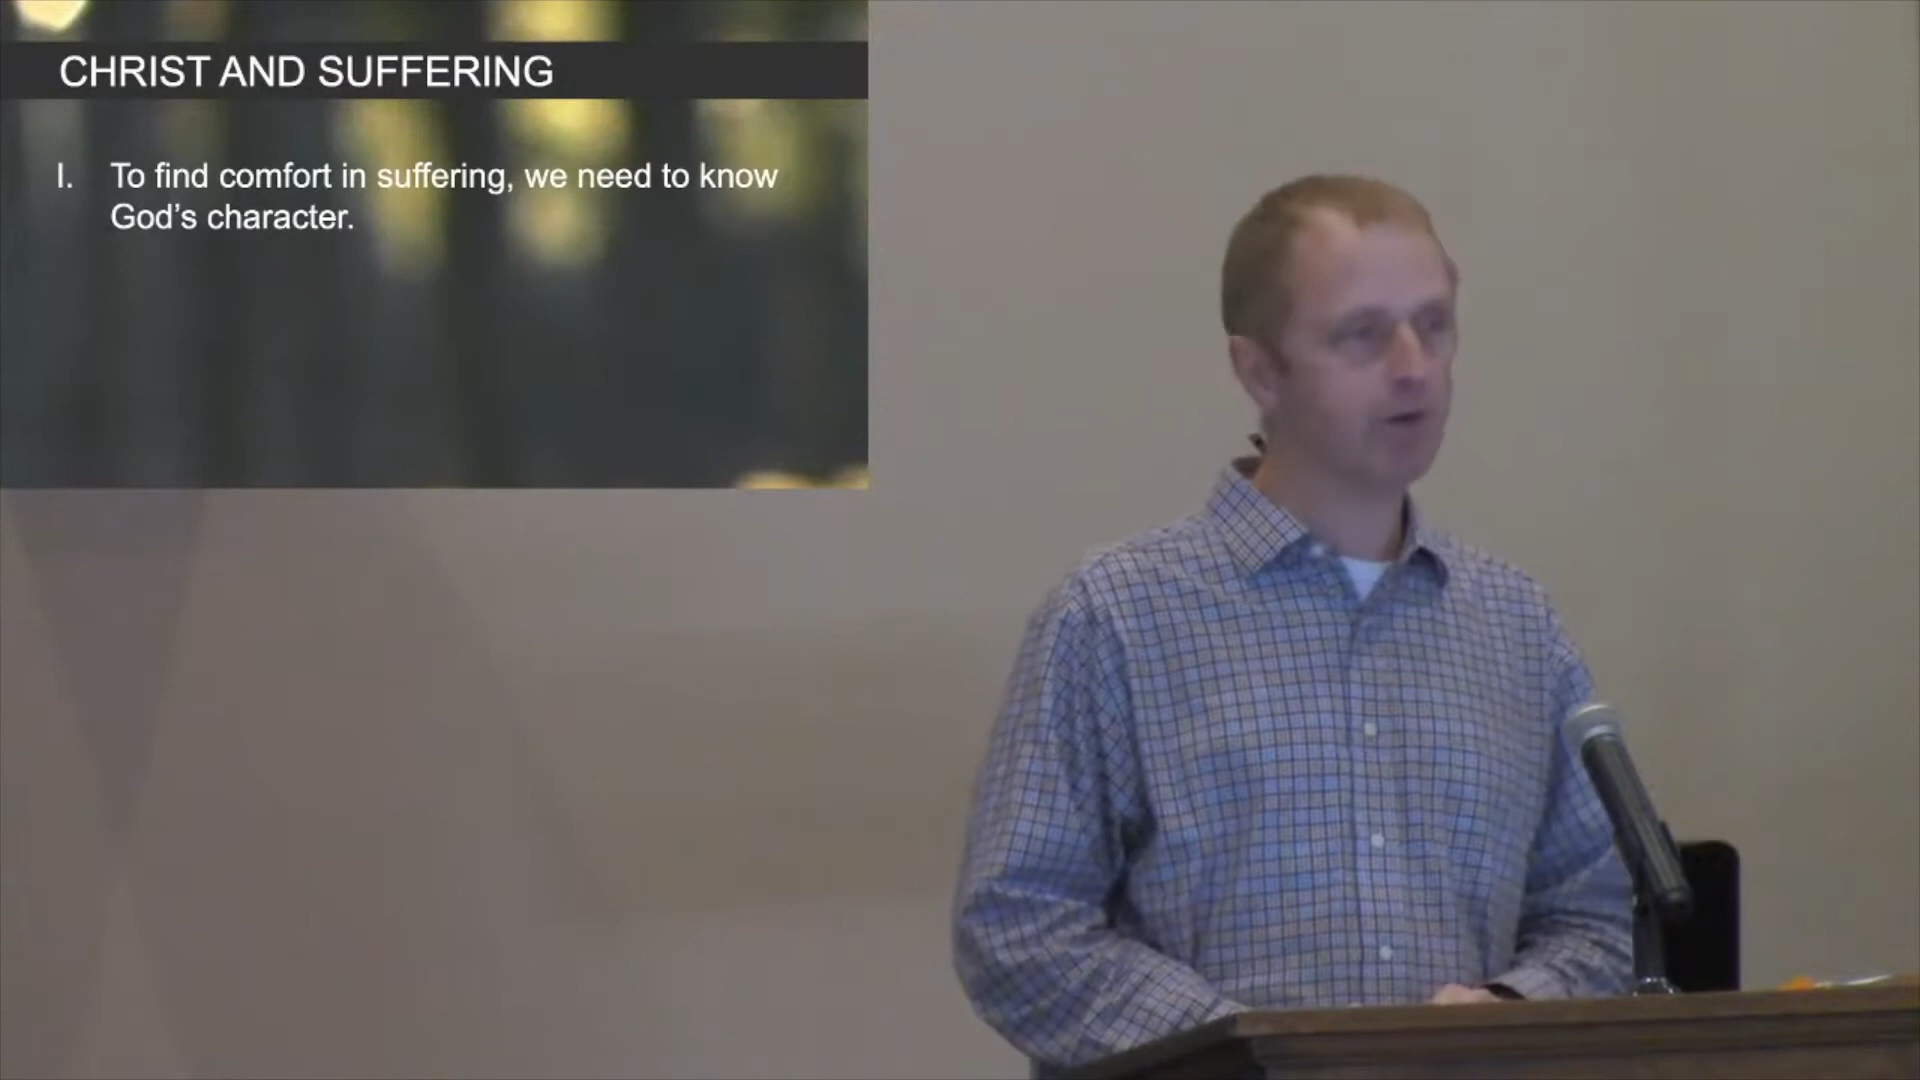 CHRIST AND SUFFERING
I. To find comfort in suffering, we need to know
God’s character.